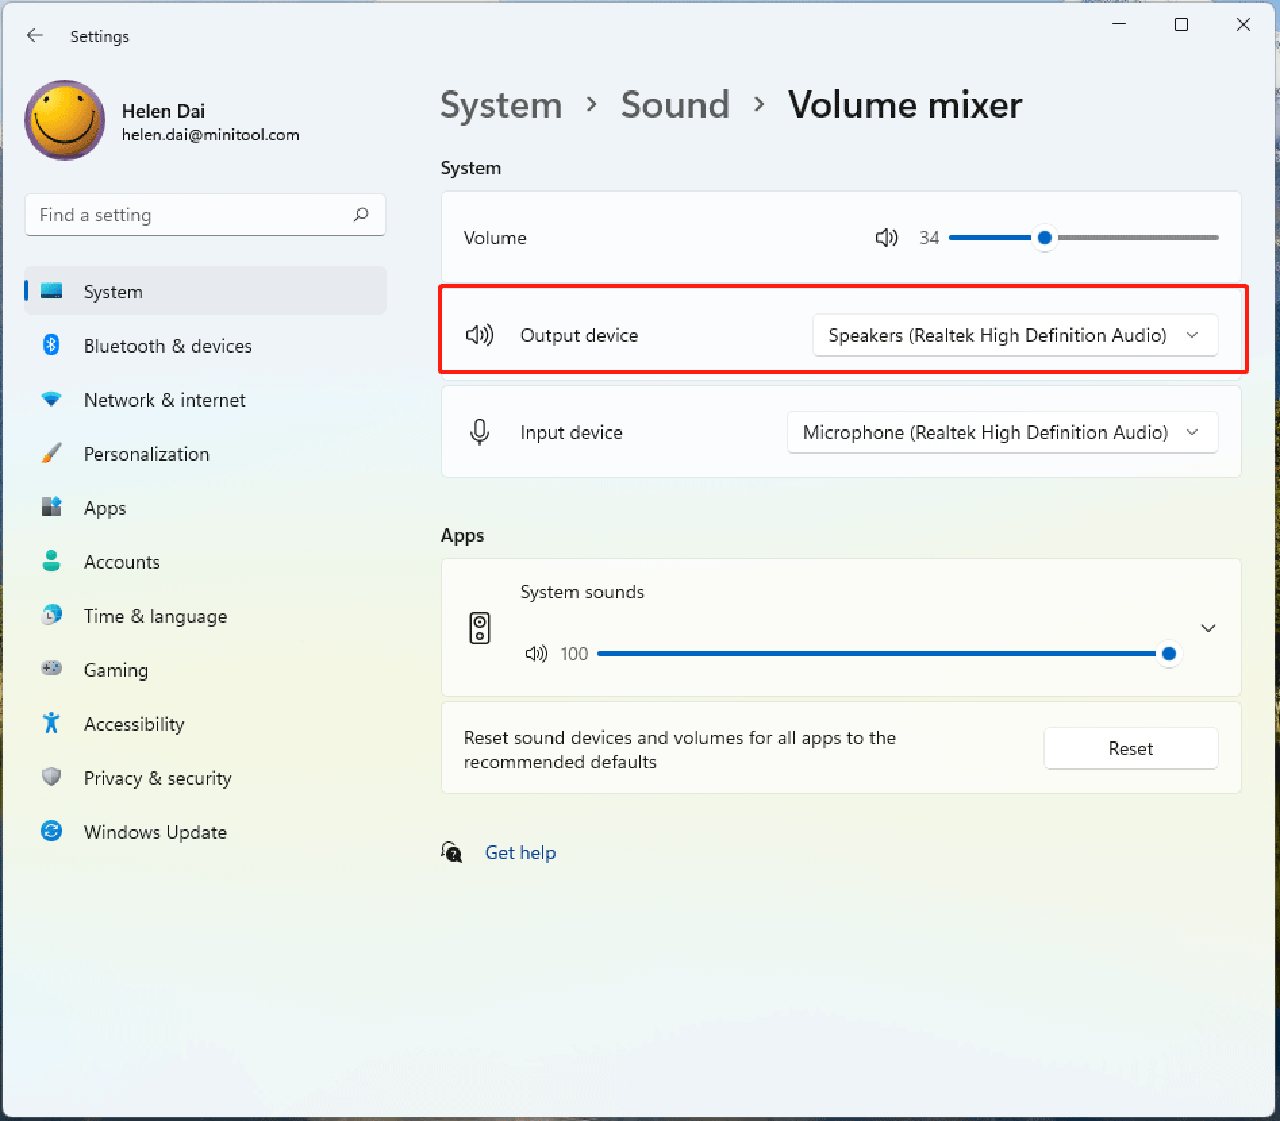 Settings
Helen Dai
helen.dai@minitool.com
Find a setting
System
Bluetooth & devices
Network & internet
Personalization
Apps
Accounts
Time & language
Gaming
Accessibility
Privacy & security
Windows Update
System › Sound › Volume mixer
System
Volume 34
Output device Speakers (Realtek High Definition Audio)
Input device Microphone (Realtek High Definition Audio)
Apps
System sounds
100
Reset sound devices and volumes for all apps to the
recommended defaults
Reset
Get help